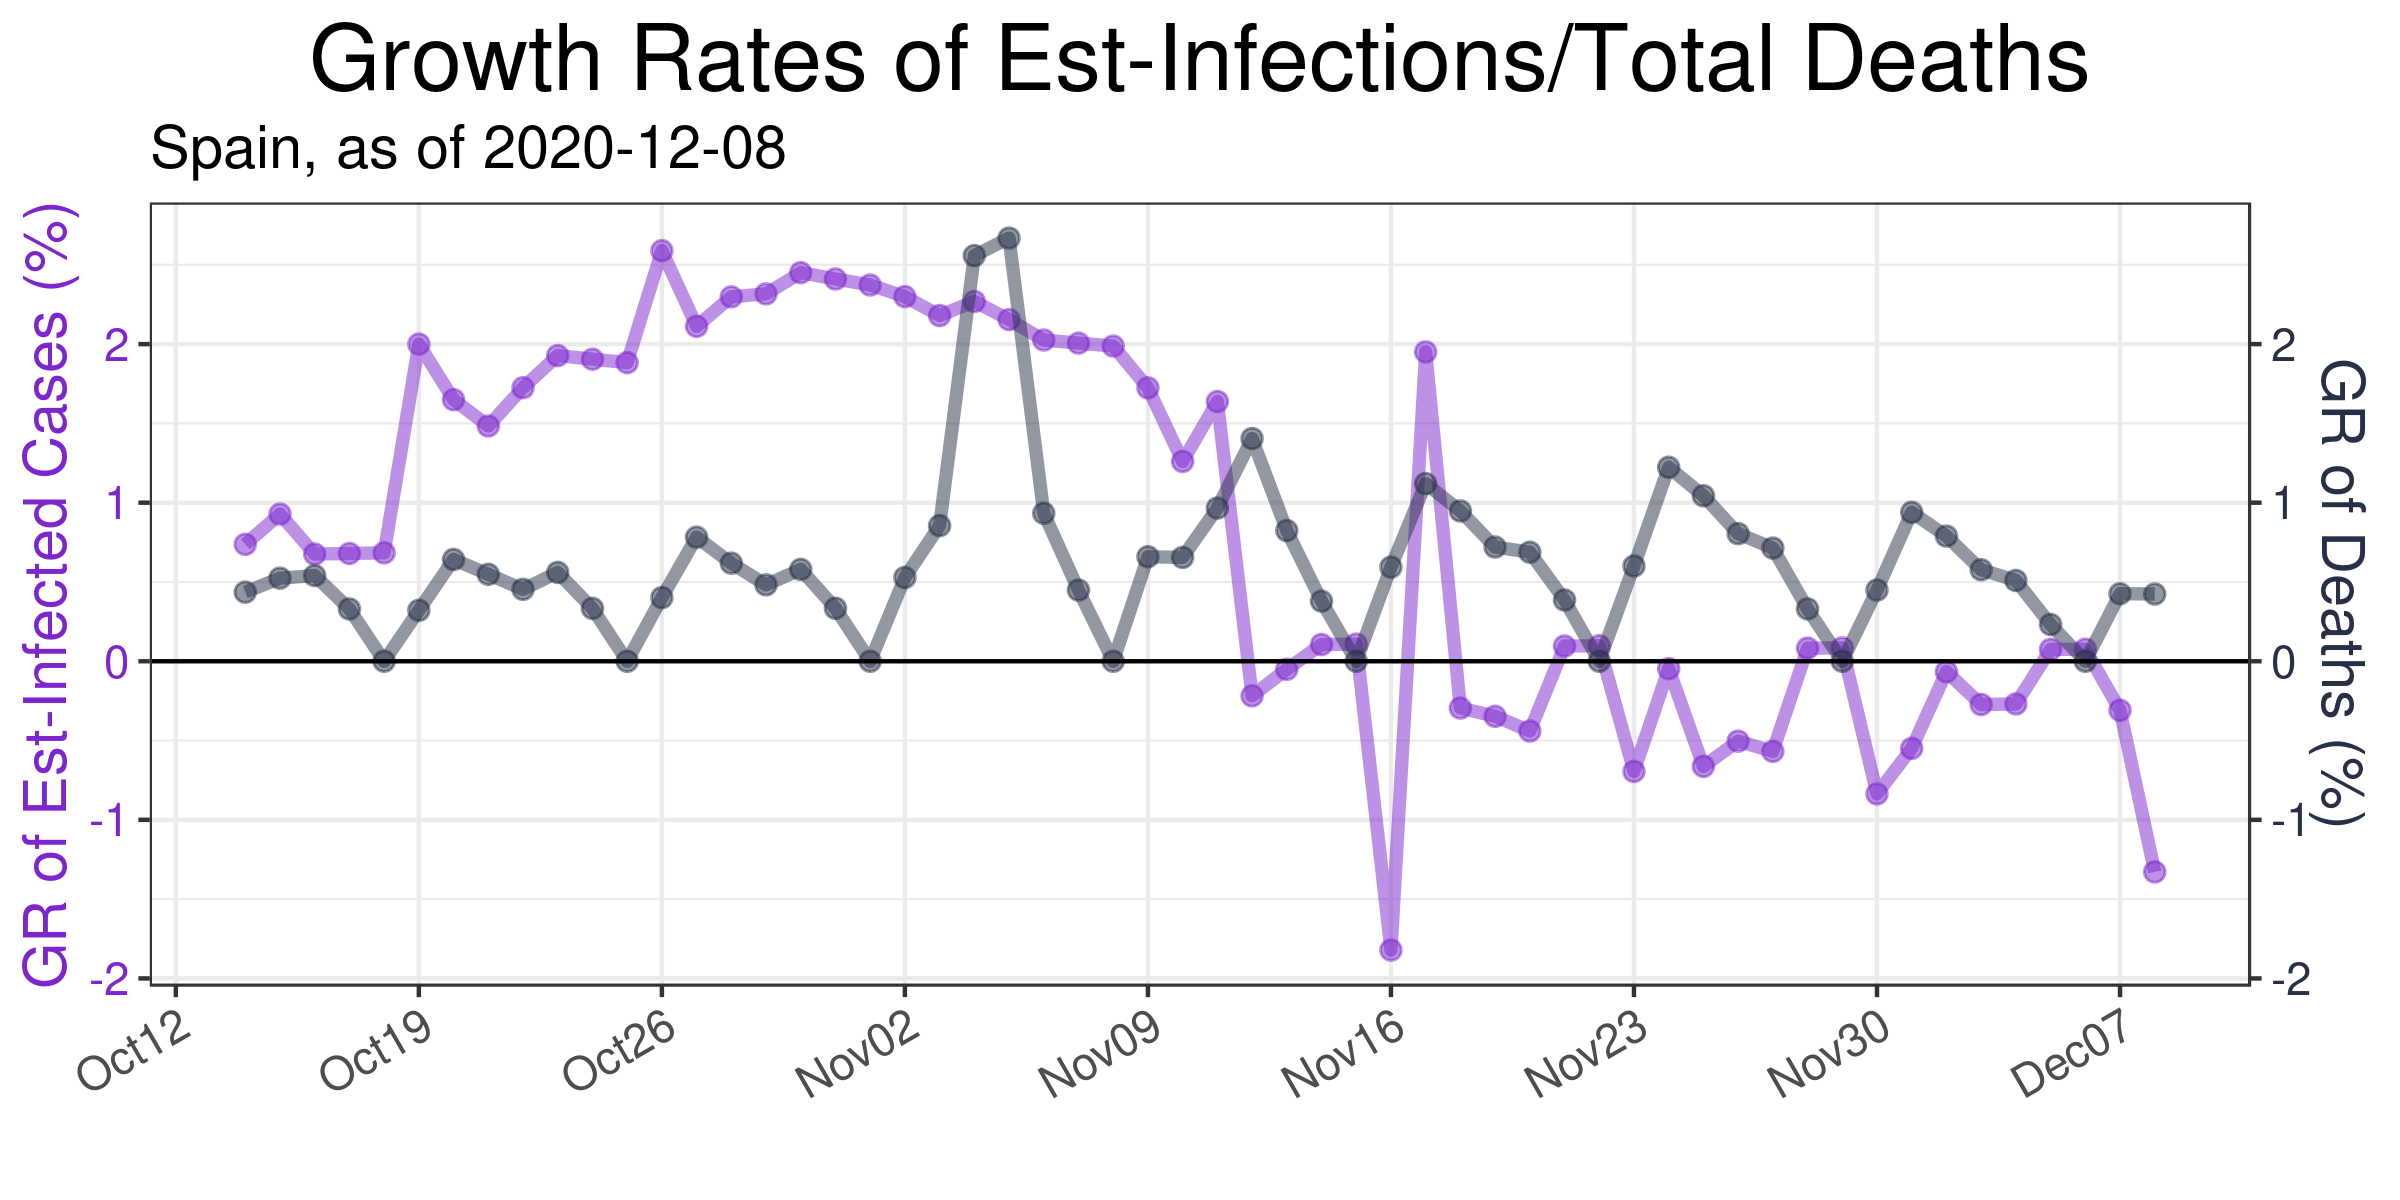 Growth Rates of Est-Infections/Total Deaths
Spain, as of 2020-12-08
GR of Est-Infected Cases (%)
2
1
0
-1
-2
2
1
0
-1
-2
GR of Deaths (%)
Oct12
Oct19
Oct26
Nov02
Nov09
Nov16
Nov23
Nov30
Dec07